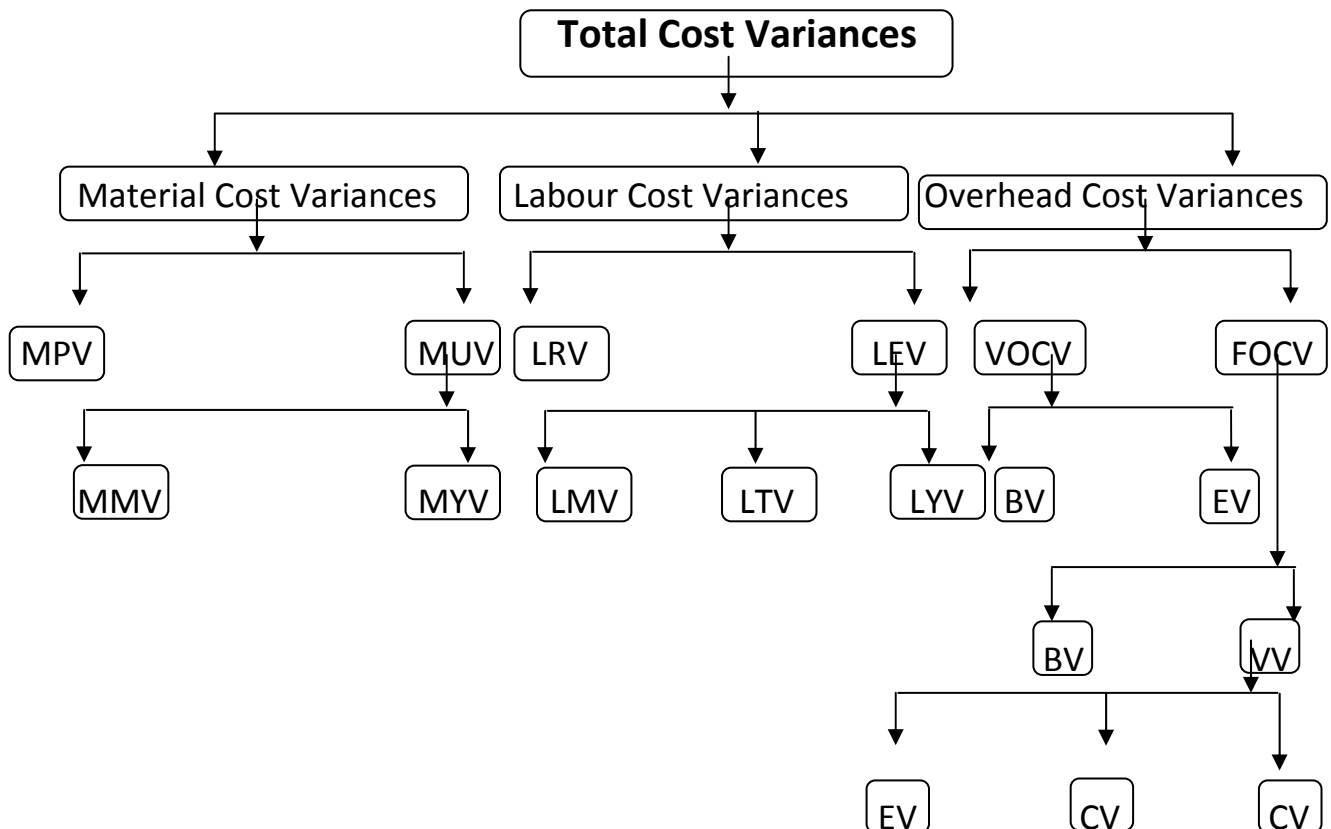 Total Cost Variances
Material Cost Variances
Labour Cost Variances
Overhead Cost Variances
MPV
MUV
LRV
LEV
VOCV
FOCV
MMV
MYV
LMV
LTV
LYV
BV
EV
BV
VV
EV
CV
CV